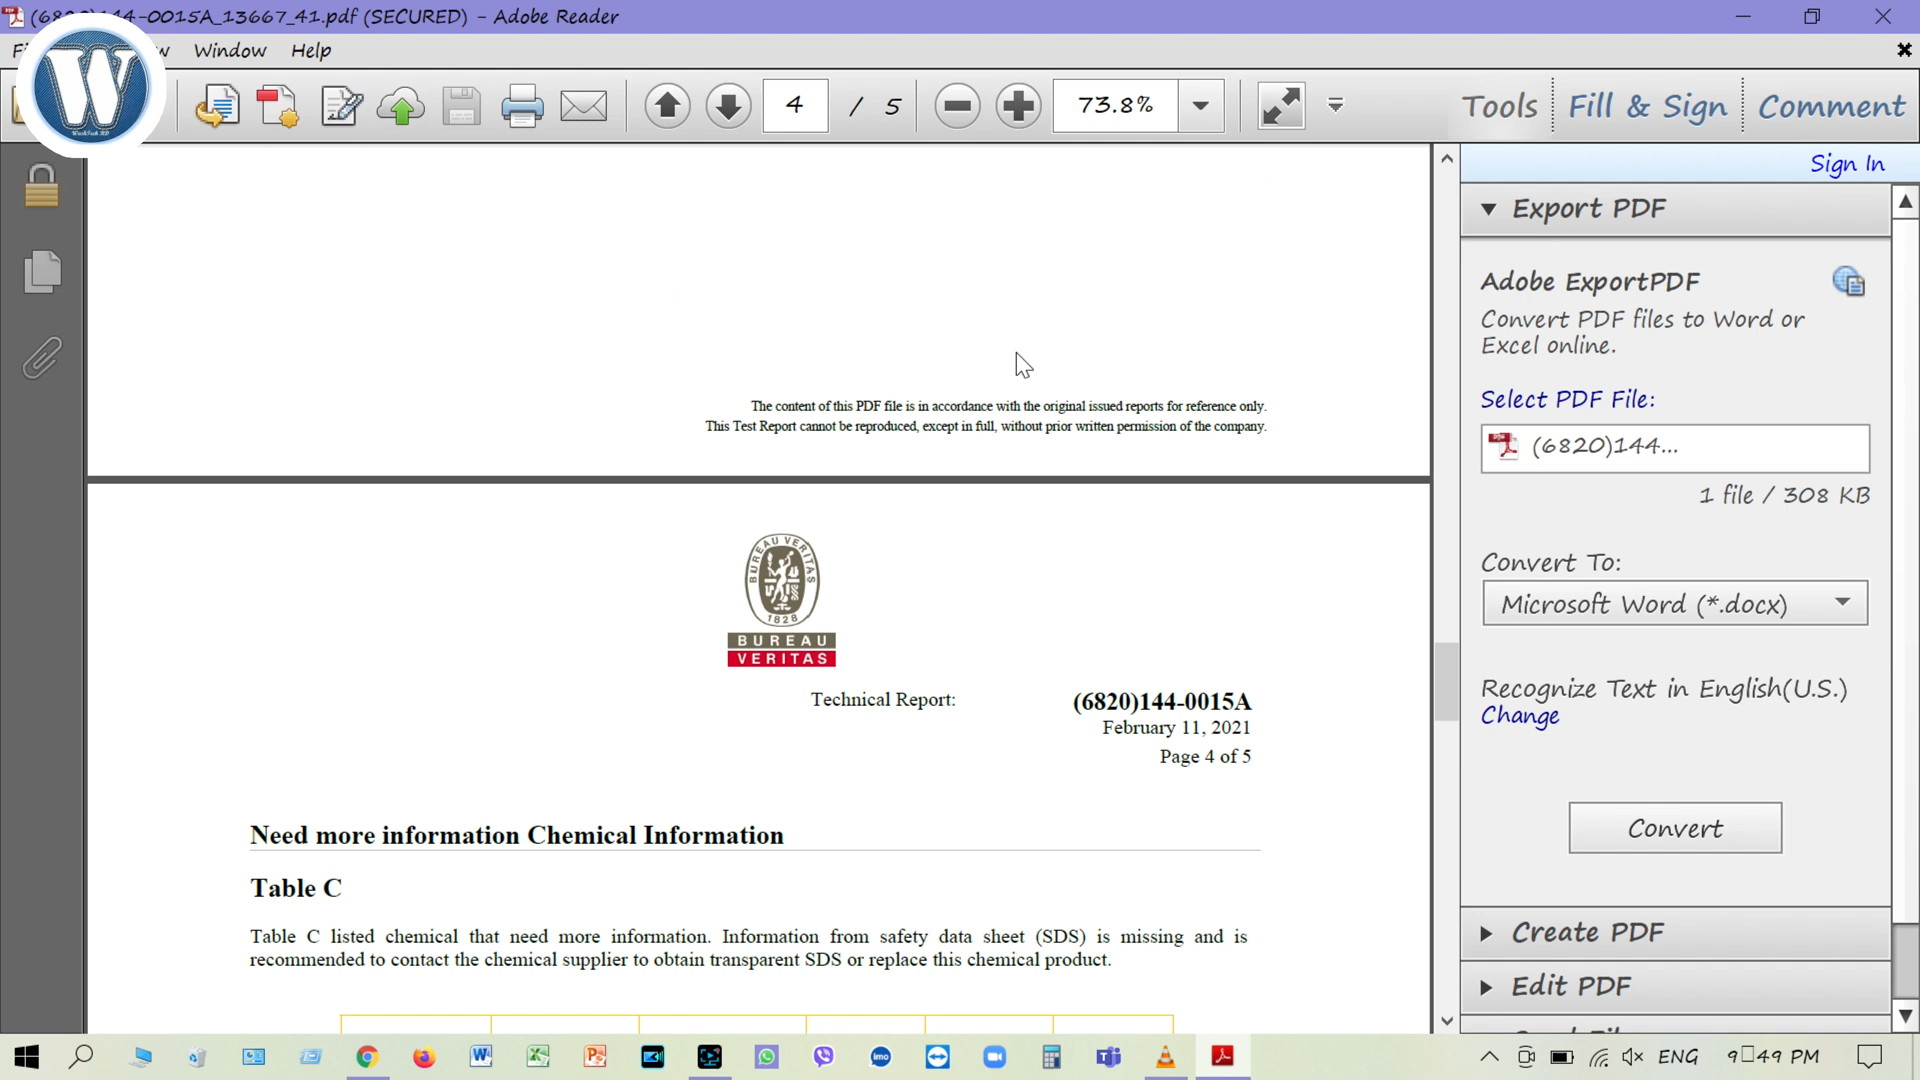 (68 144-0015A_13667_41.pdf (SECURED) - Adobe Reader
Window Help
W
WashTech BD
4 / 5
73.8%
Tools
Fill & Sign
Comment
Sign In
Export PDF
Adobe ExportPDF
Convert PDF files to Word or
Excel online.
Select PDF File:
(6820)144...
1 file / 308 KB
Convert To:
Microsoft Word (*.docx)
Recognize Text in English(U.S.)
Change
Convert
Create PDF
Edit PDF
The content of this PDF file is in accordance with the original issued reports for reference only.
This Test Report cannot be reproduced, except in full, without prior written permission of the company.
BUREAU VERITAS
1828
BUREAU
VERITAS
Technical Report: (6820)144-0015A
February 11, 2021
Page 4 of 5
Need more information Chemical Information
Table C
Table C listed chemical that need more information. Information from safety data sheet (SDS) is missing and is
recommended to contact the chemical supplier to obtain transparent SDS or replace this chemical product.
ENG
9:49 PM